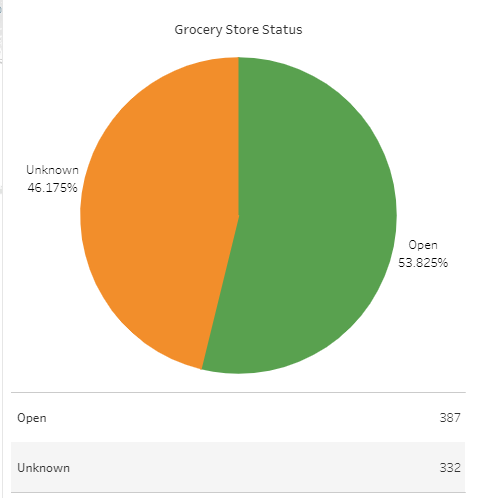 Grocery Store Status
Unknown
46.175%
Open
53.825%
Open 387
Unknown 332